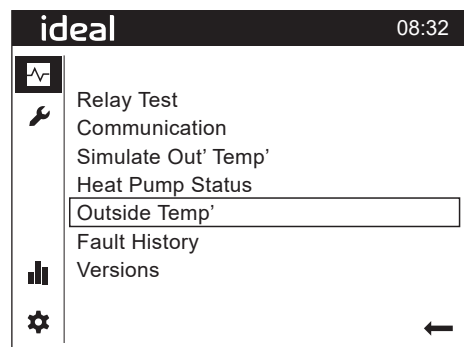 ideal 08:32
Relay Test
Communication
Simulate Out’ Temp’
Heat Pump Status
Outside Temp’
Fault History
Versions